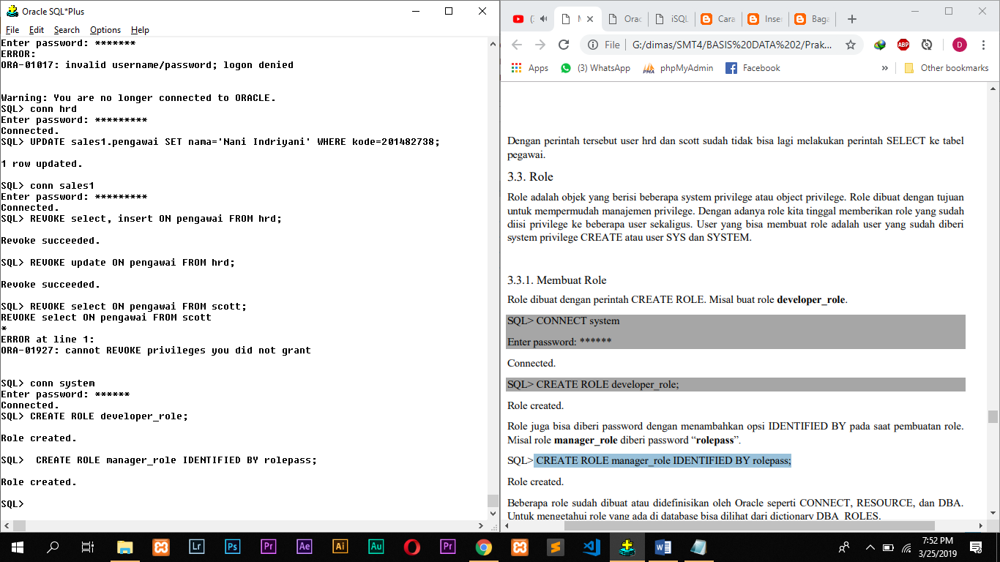 Oracle SQL*Plus
File Edit Search Options Help
Enter password: *******
ERROR:
ORA-01017: invalid username/password; logon denied
Warning: You are no longer connected to ORACLE.
SQL> conn hrd
Enter password: *********
Connected.
SQL> UPDATE sales1.pengawai SET nama='Nani Indriyani' WHERE kode=201482738;
1 row updated.
SQL> conn sales1
Enter password: *********
Connected.
SQL> REVOKE select, insert ON pengawai FROM hrd;
Revoke succeeded.
SQL> REVOKE update ON pengawai FROM hrd;
Revoke succeeded.
SQL> REVOKE select ON pengawai FROM scott;
REVOKE select ON pengawai FROM scott
*
ERROR at line 1:
ORA-01927: cannot REVOKE privileges you did not grant
SQL> conn system
Enter password: ******
Connected.
SQL> CREATE ROLE developer_role;
Role created.
SQL>  CREATE ROLE manager_role IDENTIFIED BY rolepass;
Role created.
SQL>
( M Orac iSQL Cara Inser Baga
File G:/dimas/SMT4/BASIS%20DATA%202/Prak... ABP D
Apps (3) WhatsApp phpMyAdmin Facebook » Other bookmarks
Dengan perintah tersebut user hrd dan scott sudah tidak bisa lagi melakukan perintah SELECT ke tabel
pegawai.
3.3. Role
Role adalah objek yang berisi beberapa system privilege atau object privilege. Role dibuat dengan tujuan
untuk mempermudah manajemen privilege. Dengan adanya role kita tinggal memberikan role yang sudah
diisi privilege ke beberapa user sekaligus. User yang bisa membuat role adalah user yang sudah diberi
system privilege CREATE atau user SYS dan SYSTEM.
3.3.1. Membuat Role
Role dibuat dengan perintah CREATE ROLE. Misal buat role developer_role.
SQL> CONNECT system
Enter password: ******
Connected.
SQL> CREATE ROLE developer_role;
Role created.
Role juga bisa diberi password dengan menambahkan opsi IDENTIFIED BY pada saat pembuatan role.
Misal role manager_role diberi password “rolepass”.
SQL> CREATE ROLE manager_role IDENTIFIED BY rolepass;
Role created.
Beberapa role sudah dibuat atau didefinisikan oleh Oracle seperti CONNECT, RESOURCE, dan DBA.
Untuk mengetahui role yang ada di database bisa dilihat dari dictionary DBA_ROLES.
Lr Ps Pr Ae Ai Au Pr
7:52 PM
3/25/2019